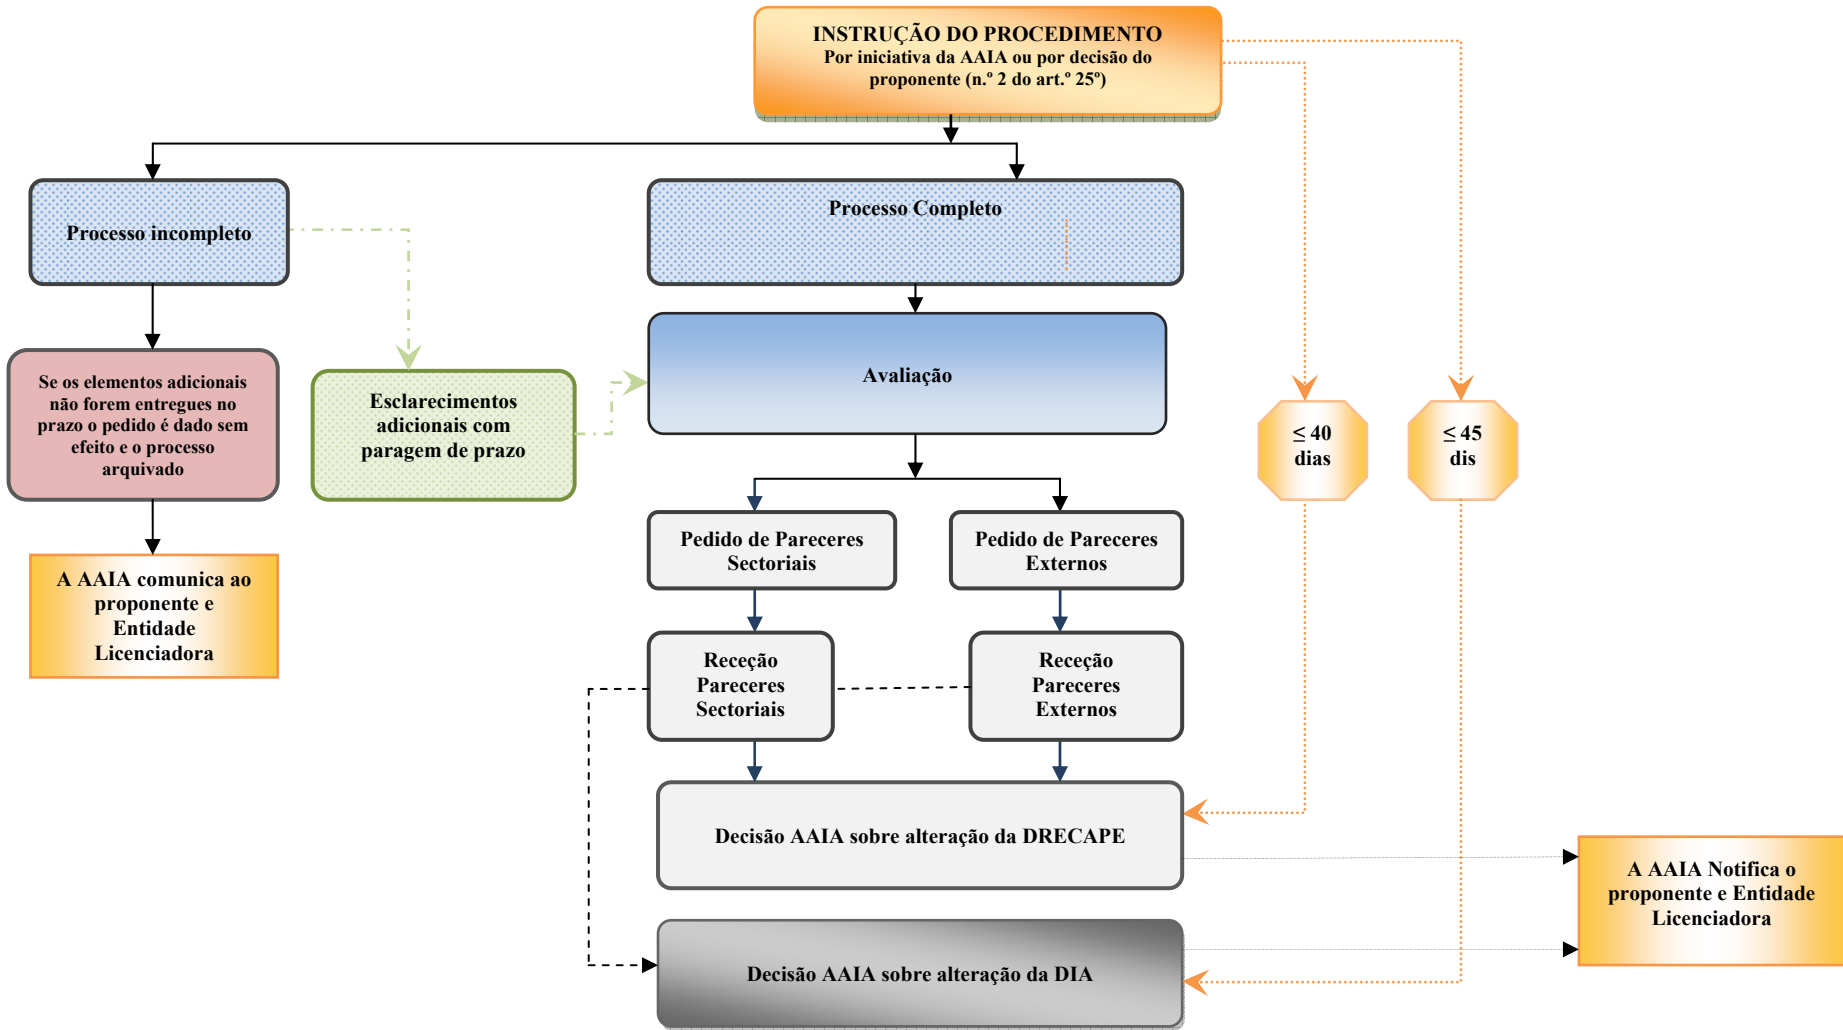 INSTRUÇÃO DO PROCEDIMENTO
Por iniciativa da AAIA ou por decisão do
proponente (n.º 2 do art.º 25º)
Processo incompleto
Processo Completo
Avaliação
Se os elementos adicionais
não forem entregues no
prazo o pedido é dado sem
efeito e o processo
arquivado
Esclarecimentos
adicionais com
paragem de prazo
≤ 40
dias
≤ 45
dis
Pedido de Pareceres
Sectoriais
Pedido de Pareceres
Externos
A AAIA comunica ao
proponente e
Entidade
Licenciadora
Receção
Pareceres
Sectoriais
Receção
Pareceres
Externos
Decisão AAIA sobre alteração da DRECAPE
A AAIA Notifica o
proponente e Entidade
Licenciadora
Decisão AAIA sobre alteração da DIA